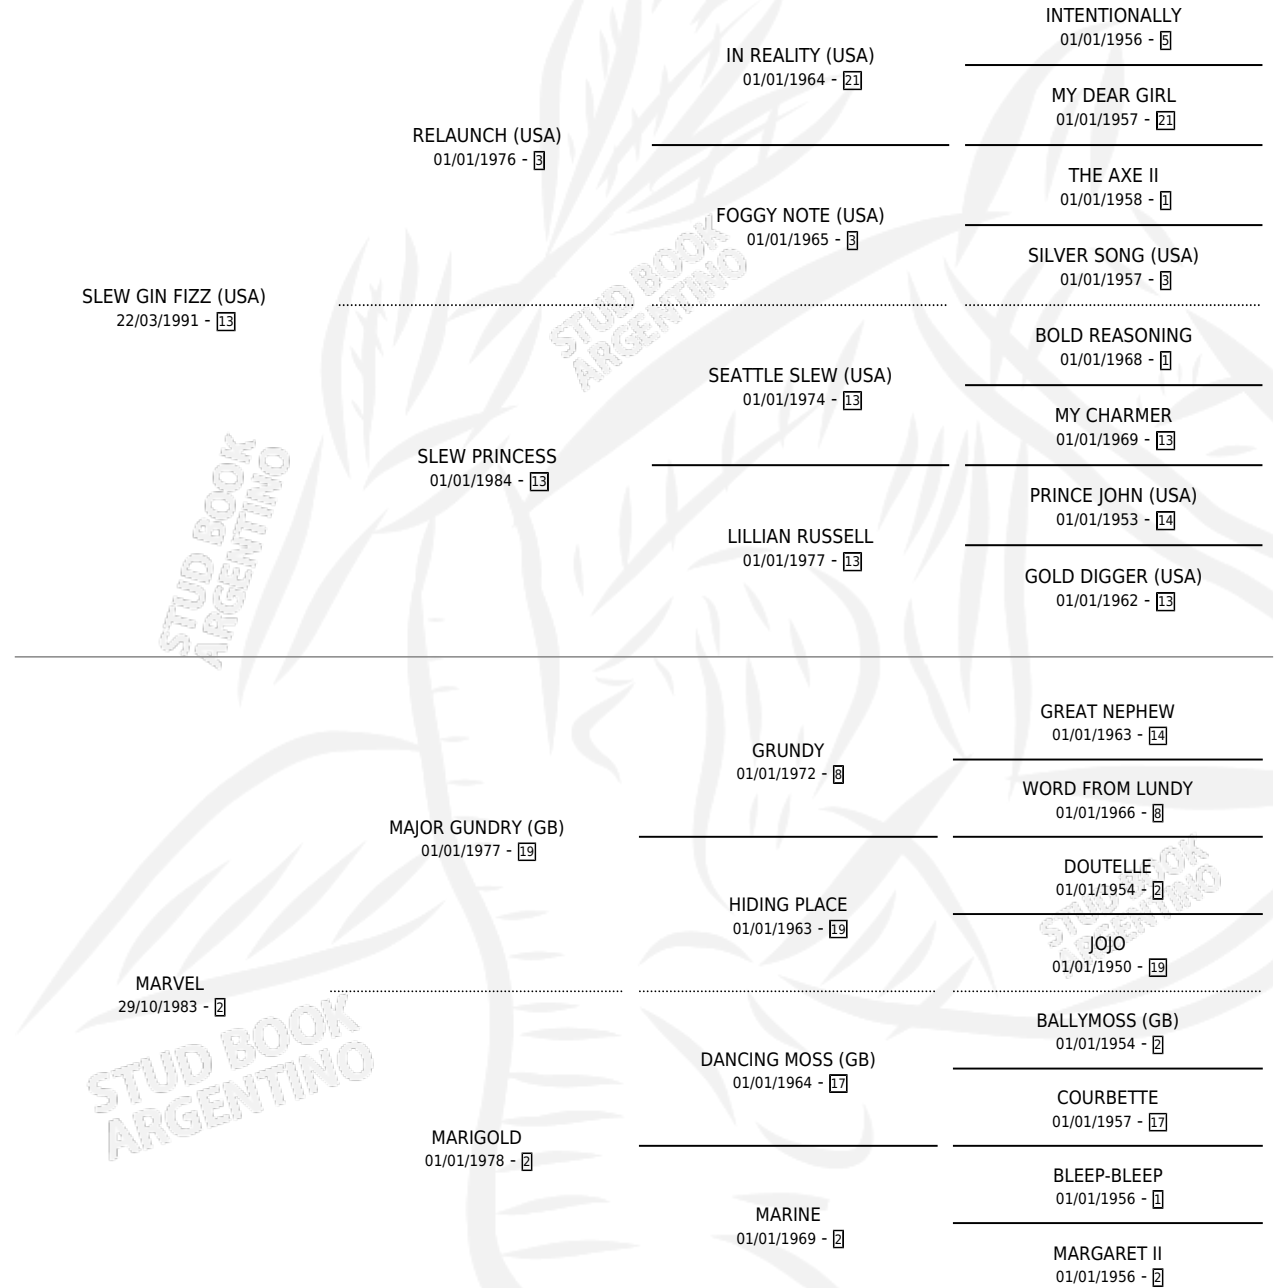 INTENTIONALLY
01/01/1956 - 5
IN REALITY (USA)
01/01/1964 - 21
MY DEAR GIRL
01/01/1957 - 21
RELAUNCH (USA)
01/01/1976 - 3
THE AXE II
01/01/1958 - 1
FOGGY NOTE (USA)
01/01/1965 - 3
SILVER SONG (USA)
01/01/1957 - 3
SLEW GIN FIZZ (USA)
22/03/1991 - 13
BOLD REASONING
01/01/1968 - 1
SEATTLE SLEW (USA)
01/01/1974 - 13
MY CHARMER
01/01/1969 - 13
SLEW PRINCESS
01/01/1984 - 13
PRINCE JOHN (USA)
01/01/1953 - 14
LILLIAN RUSSELL
01/01/1977 - 13
GOLD DIGGER (USA)
01/01/1962 - 13
GREAT NEPHEW
01/01/1963 - 14
GRUNDY
01/01/1972 - 8
WORD FROM LUNDY
01/01/1966 - 8
MAJOR GUNDRY (GB)
01/01/1977 - 19
DOUTELLE
01/01/1954 - 2
HIDING PLACE
01/01/1963 - 19
JOJO
01/01/1950 - 19
MARVEL
29/10/1983 - 2
BALLYMOSS (GB)
01/01/1954 - 2
DANCING MOSS (GB)
01/01/1964 - 17
COURBETTE
01/01/1957 - 17
MARIGOLD
01/01/1978 - 2
BLEEP-BLEEP
01/01/1956 - 1
MARINE
01/01/1969 - 2
MARGARET II
01/01/1956 - 2
STUD BOOK
ARGENTINO
STUD BOOK
ARGENTINO
STUD BOOK
ARGENTINO
STUD BOOK
ARGENTINO